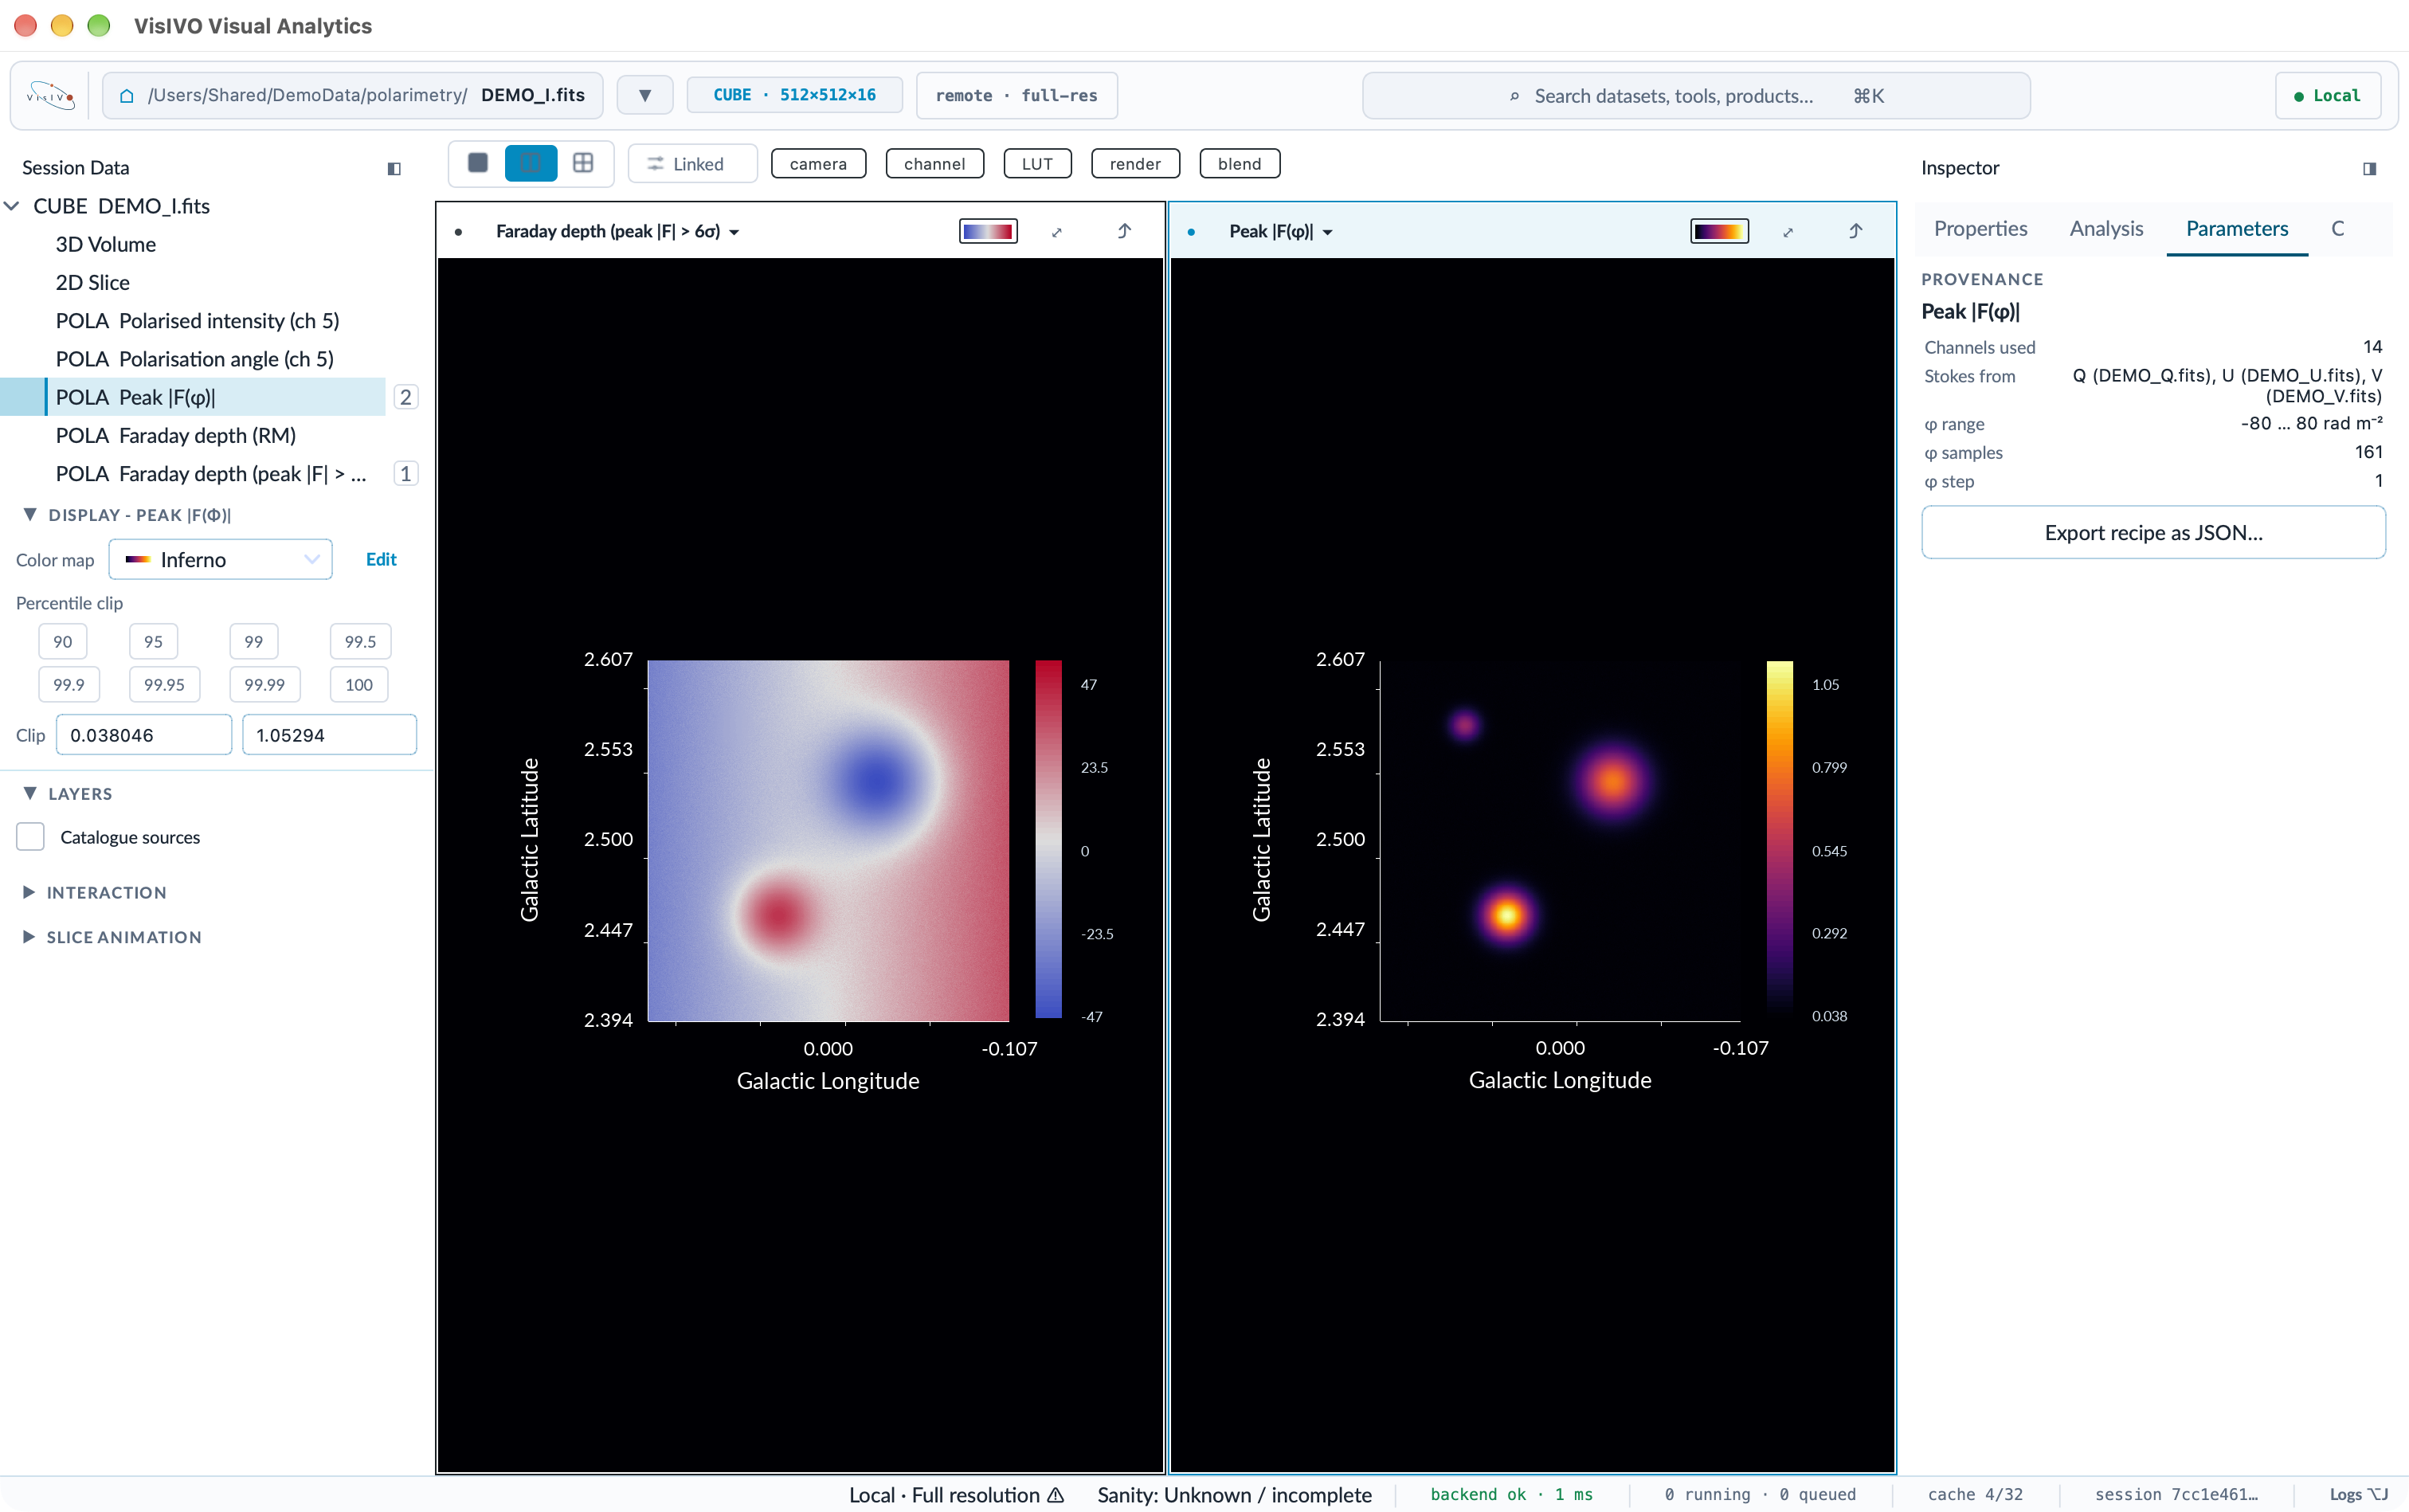 VisIVO Visual Analytics
VisIVO
/Users/Shared/DemoData/polarimetry/ DEMO_I.fits
▼
CUBE · 512×512×16
remote · full-res
Search datasets, tools, products... ⌘K
● Local
Session Data
Linked
camera
channel
LUT
render
blend
Inspector
CUBE DEMO_I.fits
3D Volume
2D Slice
POLA Polarised intensity (ch 5)
POLA Polarisation angle (ch 5)
POLA Peak |F(φ)| 2
POLA Faraday depth (RM)
POLA Faraday depth (peak |F| > ... 1
▼ DISPLAY - PEAK |F(Φ)|
Color map Inferno Edit
Percentile clip
90 95 99 99.5
99.9 99.95 99.99 100
Clip 0.038046 1.05294
▼ LAYERS
Catalogue sources
▶ INTERACTION
▶ SLICE ANIMATION
Faraday depth (peak |F| > 6σ)
2.607
2.553
2.500
2.447
2.394
Galactic Latitude
0.000 -0.107
Galactic Longitude
47
23.5
0
-23.5
-47
Peak |F(φ)|
2.607
2.553
2.500
2.447
2.394
Galactic Latitude
0.000 -0.107
Galactic Longitude
1.05
0.799
0.545
0.292
0.038
Properties Analysis Parameters C
PROVENANCE
Peak |F(φ)|
Channels used 14
Stokes from Q (DEMO_Q.fits), U (DEMO_U.fits), V
(DEMO_V.fits)
φ range -80 ... 80 rad m⁻²
φ samples 161
φ step 1
Export recipe as JSON...
Local · Full resolution ⚠
Sanity: Unknown / incomplete
backend ok · 1 ms
0 running · 0 queued
cache 4/32
session 7cc1e461...
Logs ⌥J